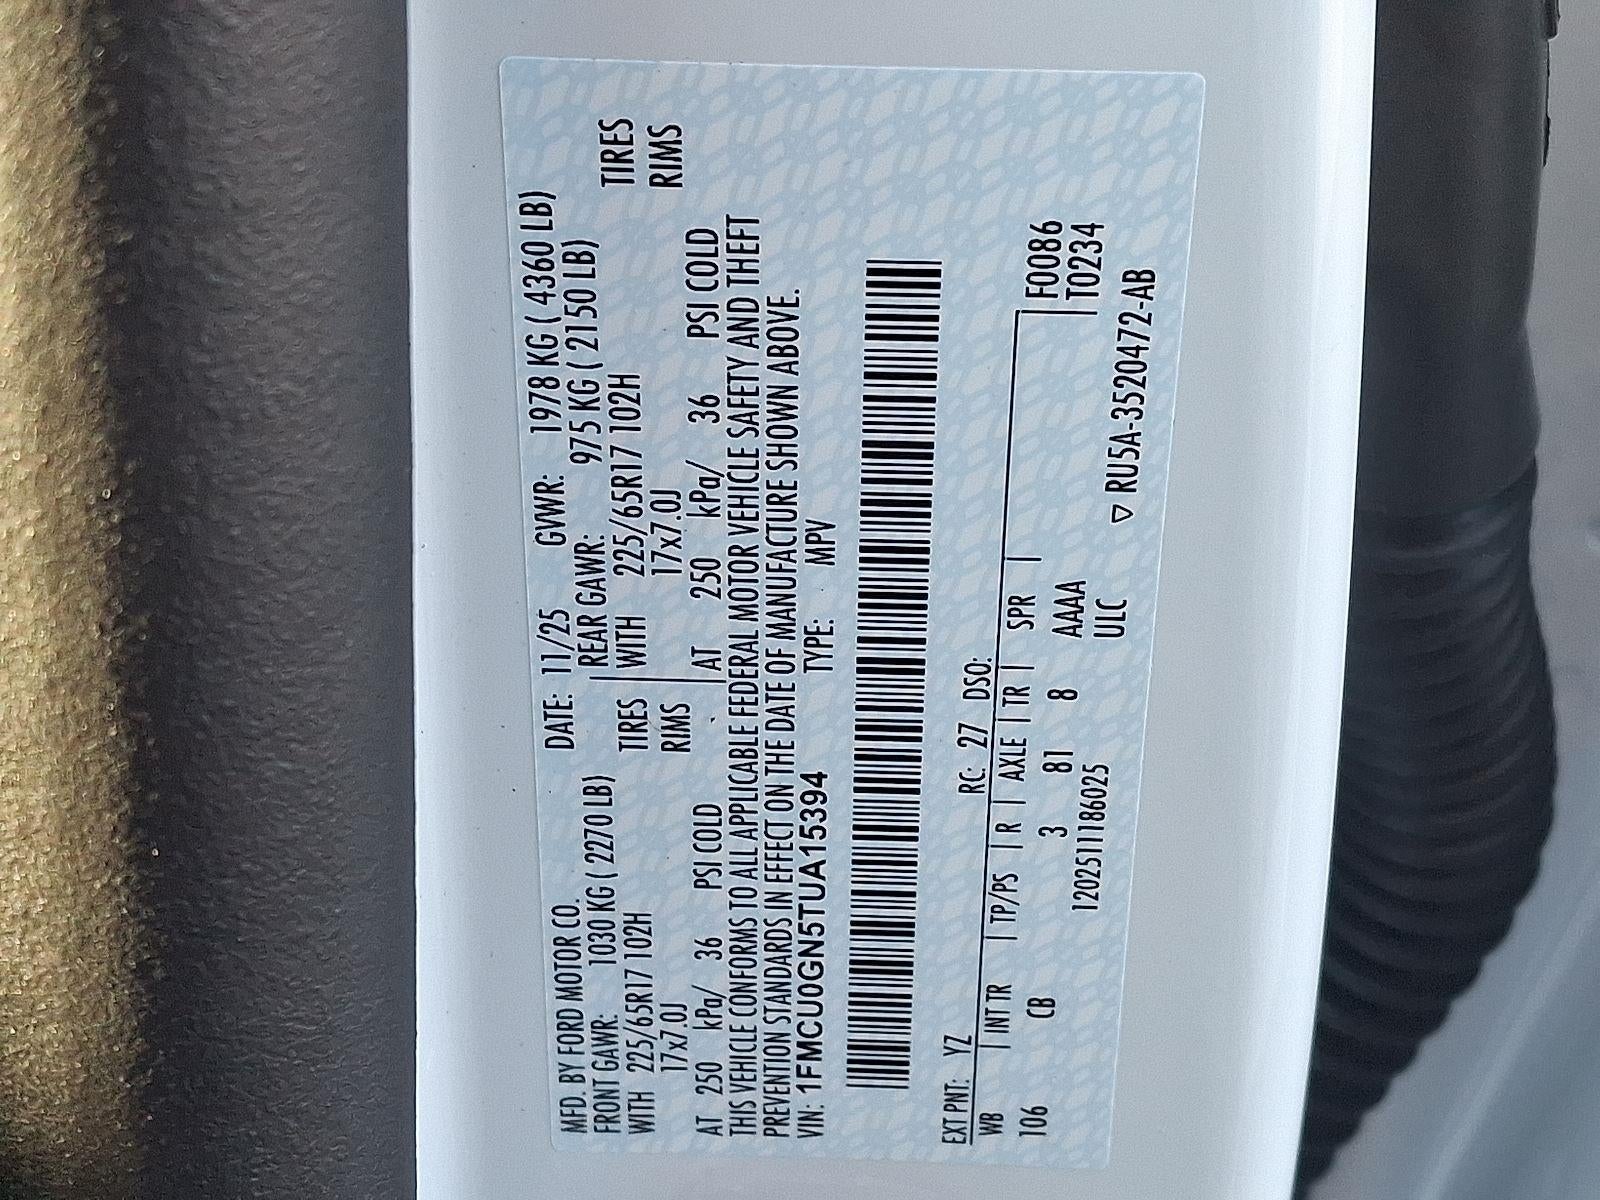 MFD. BY FORD MOTOR CO. DATE: 11/25 GVWR: 1978 KG ( 4360 LB)
FRONT GAWR: 1030 KG ( 2270 LB) REAR GAWR: 975 KG ( 2150 LB)
WITH 225/65R17 102H TIRES WITH 225/65R17 102H TIRES
17x7.0J RIMS 17x7.0J RIMS
AT 250 kPa/ 36 PSI COLD AT 250 kPa/ 36 PSI COLD
THIS VEHICLE CONFORMS TO ALL APPLICABLE FEDERAL MOTOR VEHICLE SAFETY AND THEFT
PREVENTION STANDARDS IN EFFECT ON THE DATE OF MANUFACTURE SHOWN ABOVE.
VIN: 1FMCU0GN5TUA15394 TYPE: MPV
EXT PNT: YZ RC: 27 DSO:
WB | INT TR | TP/PS | R | AXLE | TR | SPR | F0086
106 CB 3 81 8 AAAA T0234
1202511186025 ULC ▽ RU5A-3520472-AB